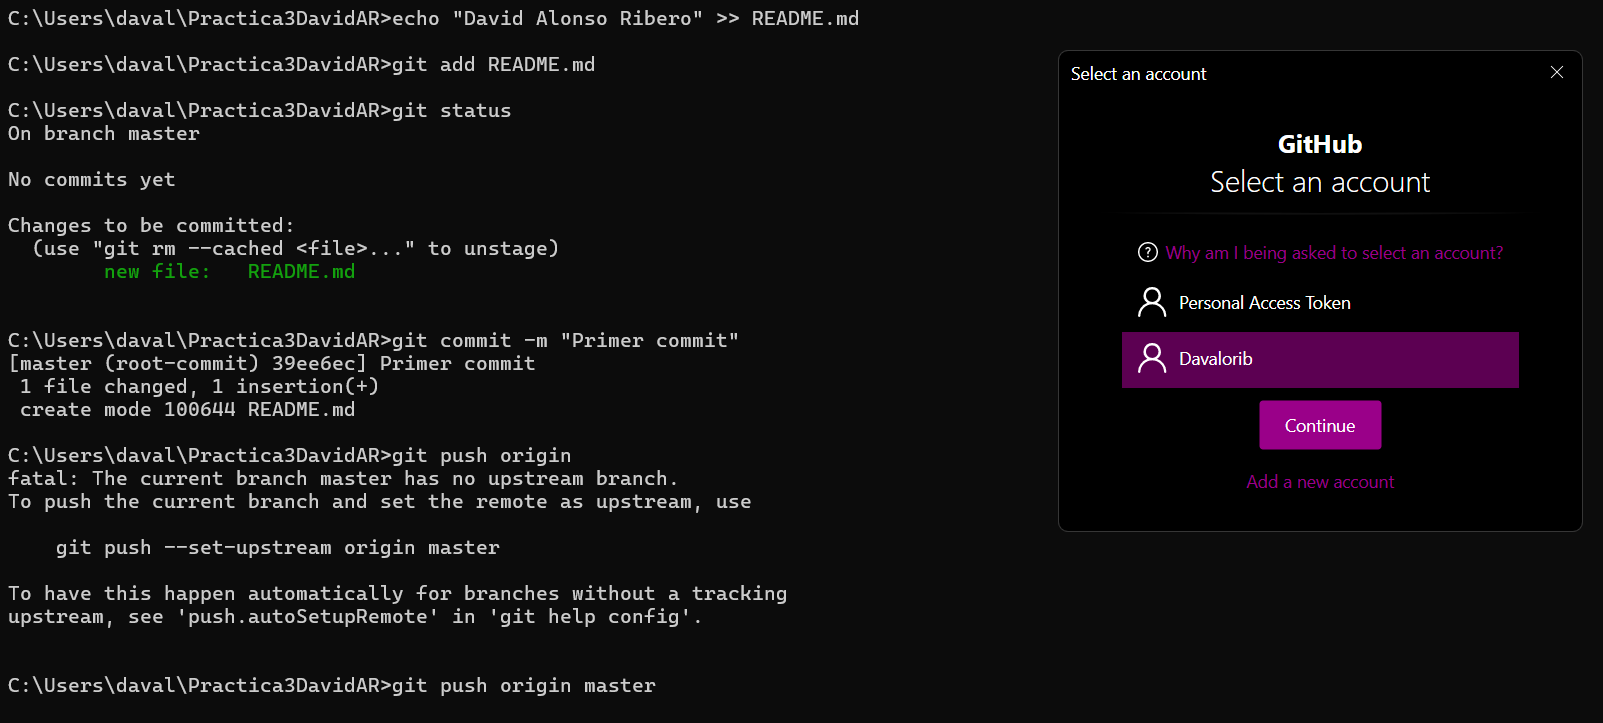 C:\Users\daval\Practica3DavidAR>echo "David Alonso Ribero" >> README.md
C:\Users\daval\Practica3DavidAR>git add README.md
C:\Users\daval\Practica3DavidAR>git status
On branch master
No commits yet
Changes to be committed:
  (use "git rm --cached <file>..." to unstage)
        new file:   README.md
C:\Users\daval\Practica3DavidAR>git commit -m "Primer commit"
[master (root-commit) 39ee6ec] Primer commit
 1 file changed, 1 insertion(+)
 create mode 100644 README.md
C:\Users\daval\Practica3DavidAR>git push origin
fatal: The current branch master has no upstream branch.
To push the current branch and set the remote as upstream, use
    git push --set-upstream origin master
To have this happen automatically for branches without a tracking
upstream, see 'push.autoSetupRemote' in 'git help config'.
C:\Users\daval\Practica3DavidAR>git push origin master
Select an account
GitHub
Select an account
Why am I being asked to select an account?
Personal Access Token
Davalorib
Continue
Add a new account